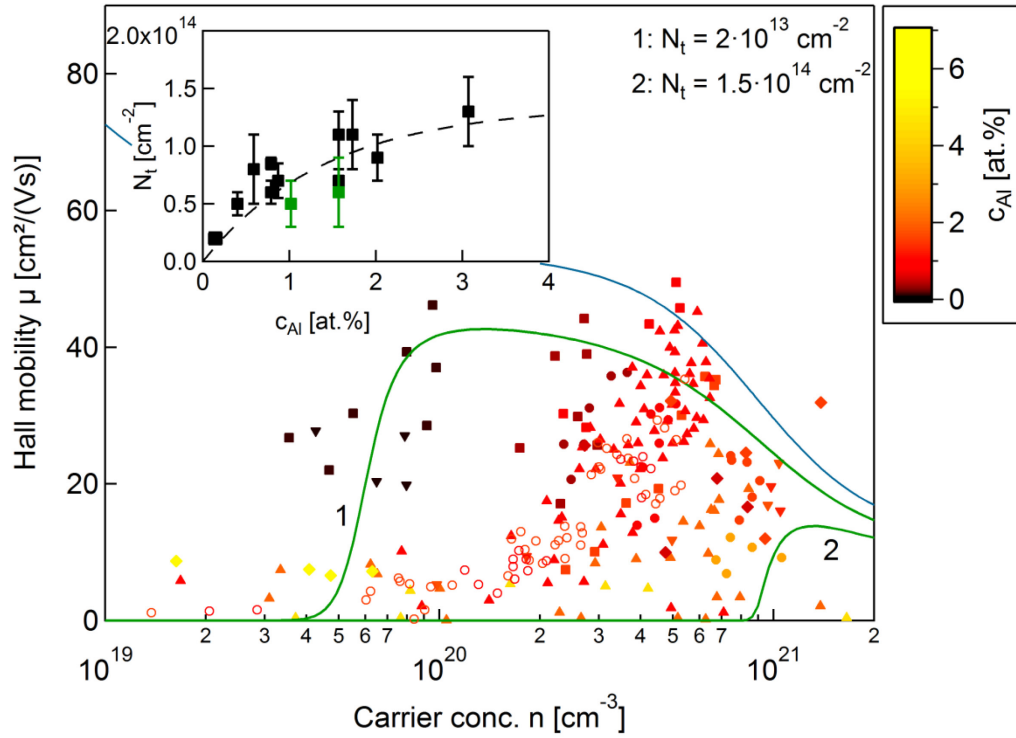 2.0x10¹⁴
1.5
1.0
0.5
0.0
Nₜ [cm⁻²]
0 1 2 3 4
c_Al [at.%]
1: Nₜ = 2·10¹³ cm⁻²
2: Nₜ = 1.5·10¹⁴ cm⁻²
80
60
40
20
0
Hall mobility μ [cm²/(Vs)]
1
2
2 3 4 5 6 7 2 3 4 5 6 7 2
10¹⁹ 10²⁰ 10²¹
Carrier conc. n [cm⁻³]
6
4
2
0
c_Al [at.%]